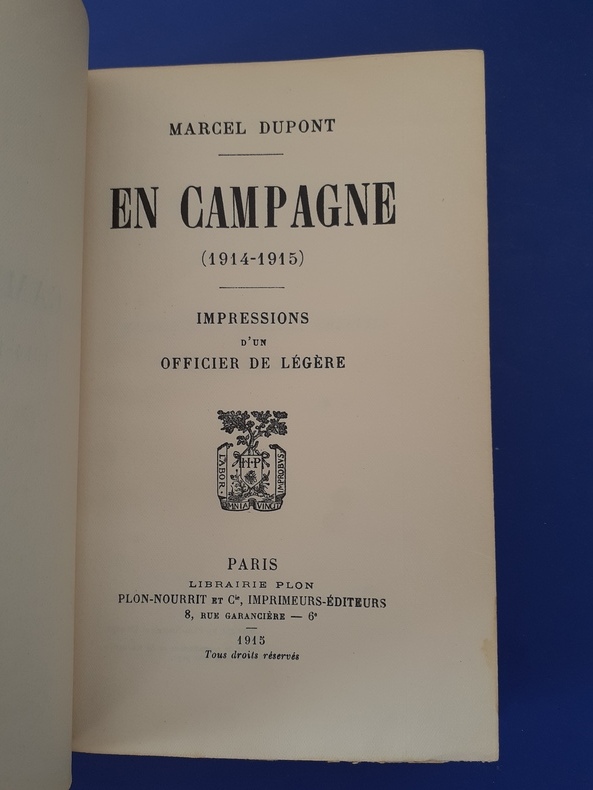 MARCEL DUPONT
EN CAMPAGNE
(1914-1915)
IMPRESSIONS
D'UN
OFFICIER DE LÉGÈRE
LABOR
H·P
IMPROBVS
OMNIA VINCIT
PARIS
LIBRAIRIE PLON
PLON-NOURRIT ET Cie, IMPRIMEURS-ÉDITEURS
8, RUE GARANCIÈRE — 6e
1915
Tous droits réservés